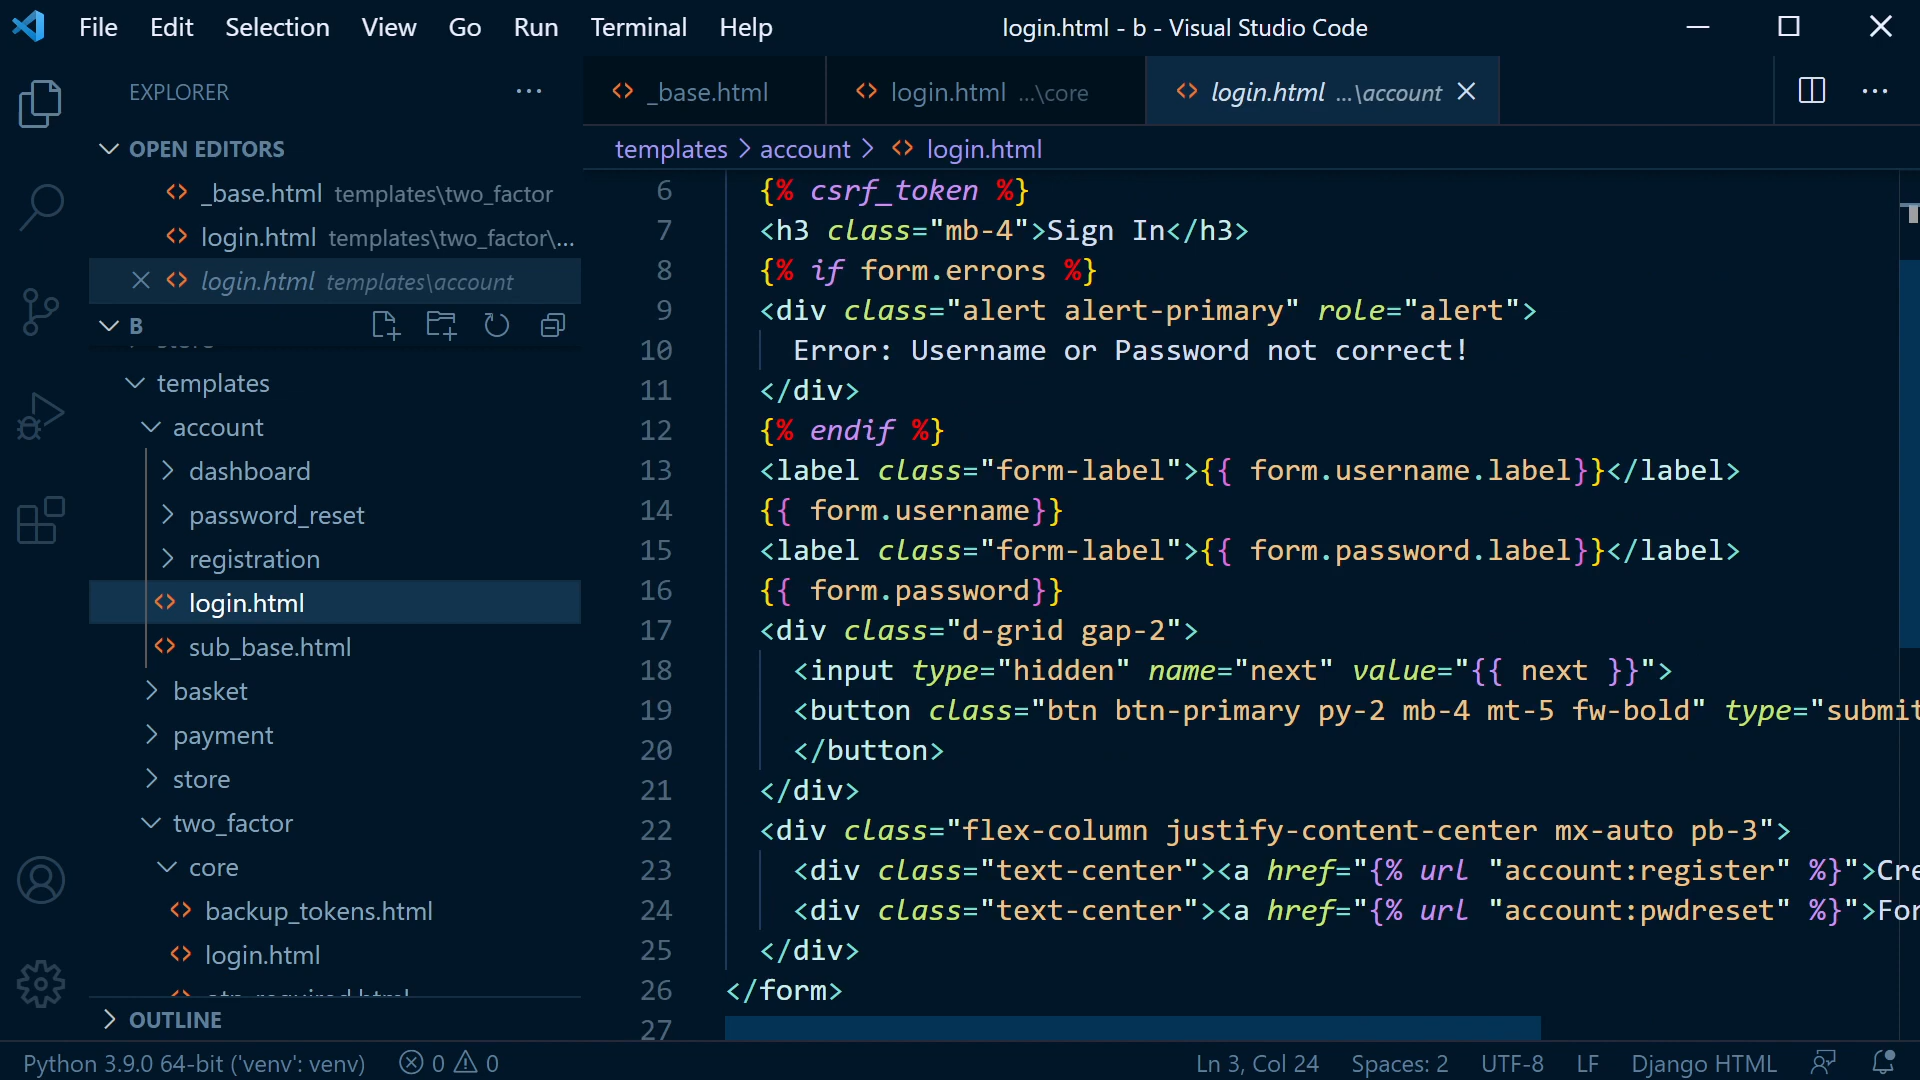 File Edit Selection View Go Run Terminal Help
login.html - b - Visual Studio Code
EXPLORER
OPEN EDITORS
_base.html templates\two_factor
login.html templates\two_factor\...
login.html templates\account
B
store
templates
account
dashboard
password_reset
registration
login.html
sub_base.html
basket
payment
store
two_factor
core
backup_tokens.html
login.html
otp_required.html
OUTLINE
_base.html
login.html ...\core
login.html ...\account
templates > account > login.html
6 {% csrf_token %}
7 <h3 class="mb-4">Sign In</h3>
8 {% if form.errors %}
9 <div class="alert alert-primary" role="alert">
10 Error: Username or Password not correct!
11 </div>
12 {% endif %}
13 <label class="form-label">{{ form.username.label}}</label>
14 {{ form.username}}
15 <label class="form-label">{{ form.password.label}}</label>
16 {{ form.password}}
17 <div class="d-grid gap-2">
18 <input type="hidden" name="next" value="{{ next }}">
19 <button class="btn btn-primary py-2 mb-4 mt-5 fw-bold" type="submit
20 </button>
21 </div>
22 <div class="flex-column justify-content-center mx-auto pb-3">
23 <div class="text-center"><a href="{% url "account:register" %}">Cre
24 <div class="text-center"><a href="{% url "account:pwdreset" %}">For
25 </div>
26 </form>
27
Python 3.9.0 64-bit ('venv': venv) 0 0
Ln 3, Col 24 Spaces: 2 UTF-8 LF Django HTML